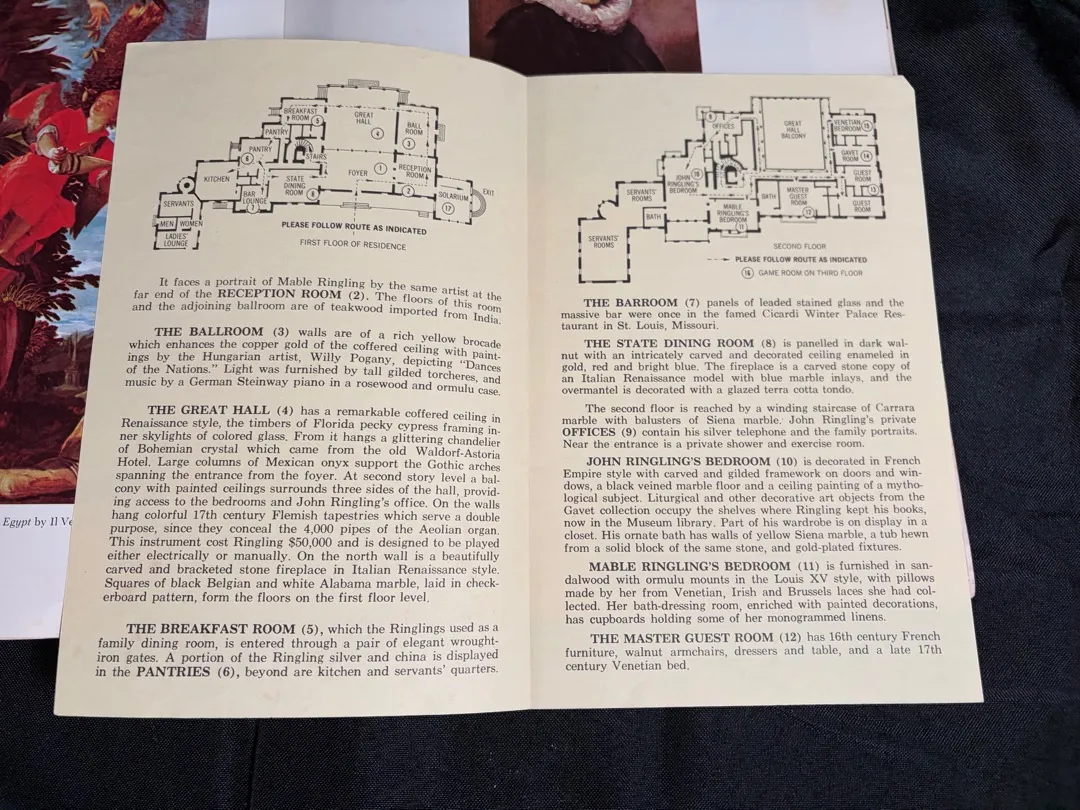 BREAKFAST
ROOM
5
GREAT
HALL
4
BALL
ROOM
3
PANTRY
PANTRY
6
STAIRS
1
FOYER
RECEPTION
ROOM
2
KITCHEN
STATE
DINING
ROOM
8
BAR
LOUNGE
7
SOLARIUM
17
EXIT
SERVANTS
MEN
WOMEN
LADIES'
LOUNGE
PLEASE FOLLOW ROUTE AS INDICATED
FIRST FLOOR OF RESIDENCE
It faces a portrait of Mable Ringling by the same artist at the
far end of the RECEPTION ROOM (2). The floors of this room
and the adjoining ballroom are of teakwood imported from India.
THE BALLROOM (3) walls are of a rich yellow brocade
which enhances the copper gold of the coffered ceiling with paint-
ings by the Hungarian artist, Willy Pogany, depicting "Dances
of the Nations." Light was furnished by tall gilded torcheres, and
music by a German Steinway piano in a rosewood and ormulu case.
THE GREAT HALL (4) has a remarkable coffered ceiling in
Renaissance style, the timbers of Florida pecky cypress framing in-
ner skylights of colored glass. From it hangs a glittering chandelier
of Bohemian crystal which came from the old Waldorf-Astoria
Hotel. Large columns of Mexican onyx support the Gothic arches
spanning the entrance from the foyer. At second story level a bal-
cony with painted ceilings surrounds three sides of the hall, provid-
ing access to the bedrooms and John Ringling's office. On the walls
hang colorful 17th century Flemish tapestries which serve a double
purpose, since they conceal the 4,000 pipes of the Aeolian organ.
This instrument cost Ringling $50,000 and is designed to be played
either electrically or manually. On the north wall is a beautifully
carved and bracketed stone fireplace in Italian Renaissance style.
Squares of black Belgian and white Alabama marble, laid in check-
erboard pattern, form the floors on the first floor level.
THE BREAKFAST ROOM (5), which the Ringlings used as a
family dining room, is entered through a pair of elegant wrought-
iron gates. A portion of the Ringling silver and china is displayed
in the PANTRIES (6), beyond are kitchen and servants' quarters.
9
OFFICES
GREAT
HALL
BALCONY
VENETIAN
BEDROOM
15
GAVET
ROOM
14
GUEST
ROOM
13
GUEST
ROOM
JOHN
RINGLING'S
BEDROOM
10
SERVANTS'
ROOMS
BATH
BATH
MASTER
GUEST
ROOM
12
MABLE
RINGLING'S
BEDROOM
11
SERVANTS'
ROOMS
SECOND FLOOR
PLEASE FOLLOW ROUTE AS INDICATED
16 GAME ROOM ON THIRD FLOOR
THE BARROOM (7) panels of leaded stained glass and the
massive bar were once in the famed Cicardi Winter Palace Res-
taurant in St. Louis, Missouri.
THE STATE DINING ROOM (8) is panelled in dark wal-
nut with an intricately carved and decorated ceiling enameled in
gold, red and bright blue. The fireplace is a carved stone copy of
an Italian Renaissance model with blue marble inlays, and the
overmantel is decorated with a glazed terra cotta tondo.
The second floor is reached by a winding staircase of Carrara
marble with balusters of Siena marble. John Ringling's private
OFFICES (9) contain his silver telephone and the family portraits.
Near the entrance is a private shower and exercise room.
JOHN RINGLING'S BEDROOM (10) is decorated in French
Empire style with carved and gilded framework on doors and win-
dows, a black veined marble floor and a ceiling painting of a mytho-
logical subject. Liturgical and other decorative art objects from the
Gavet collection occupy the shelves where Ringling kept his books,
now in the Museum library. Part of his wardrobe is on display in a
closet. His ornate bath has walls of yellow Siena marble, a tub hewn
from a solid block of the same stone, and gold-plated fixtures.
MABLE RINGLING'S BEDROOM (11) is furnished in san-
dalwood with ormulu mounts in the Louis XV style, with pillows
made by her from Venetian, Irish and Brussels laces she had col-
lected. Her bath-dressing room, enriched with painted decorations,
has cupboards holding some of her monogrammed linens.
THE MASTER GUEST ROOM (12) has 16th century French
furniture, walnut armchairs, dressers and table, and a late 17th
century Venetian bed.
Egypt by Il Ve